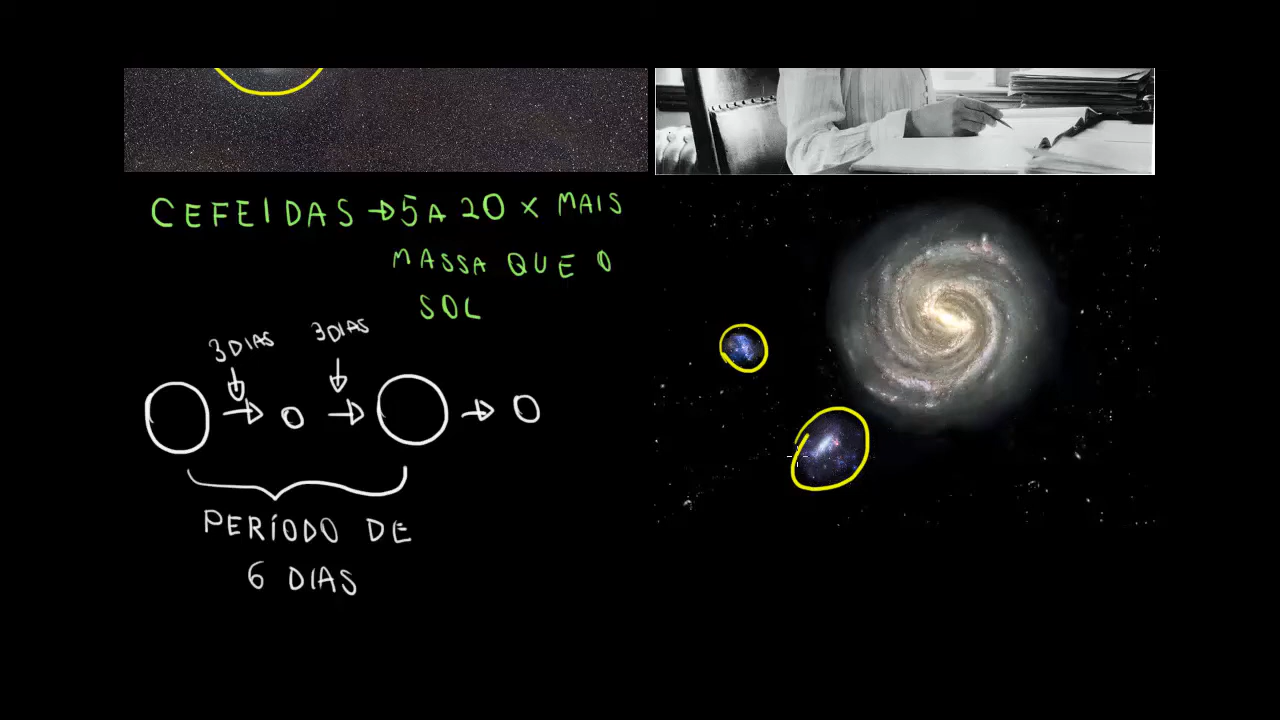 CEFEIDAS → 5 A 20 X MAIS
MASSA QUE O
SOL
3 DIAS 3 DIAS
PERÍODO DE
6 DIAS